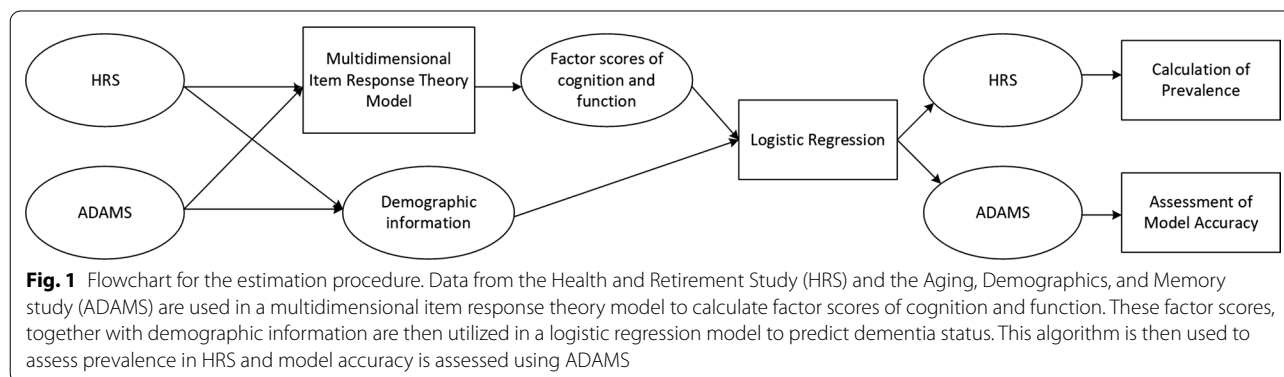 HRS
Multidimensional
Item Response Theory
Model
Factor scores of
cognition and
function
Logistic Regression
HRS
Calculation of
Prevalence
ADAMS
Demographic
information
ADAMS
Assessment of
Model Accuracy
Fig. 1 Flowchart for the estimation procedure. Data from the Health and Retirement Study (HRS) and the Aging, Demographics, and Memory
study (ADAMS) are used in a multidimensional item response theory model to calculate factor scores of cognition and function. These factor scores,
together with demographic information are then utilized in a logistic regression model to predict dementia status. This algorithm is then used to
assess prevalence in HRS and model accuracy is assessed using ADAMS